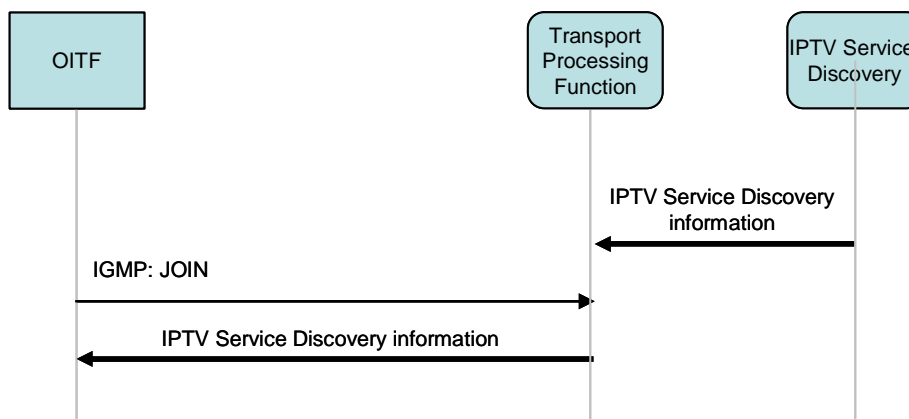 OITF
Transport
Processing
Function
IPTV Service
Discovery
IPTV Service Discovery
information
IGMP: JOIN
IPTV Service Discovery information